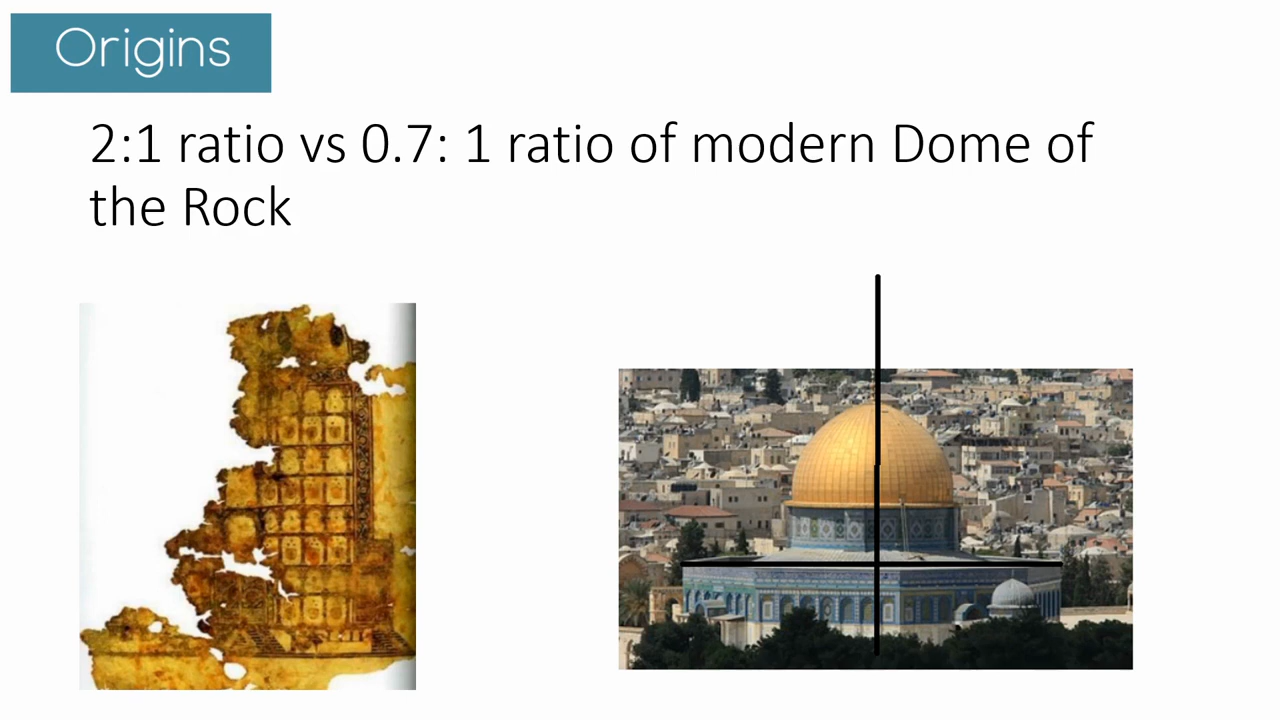 Origins
2:1 ratio vs 0.7: 1 ratio of modern Dome of
the Rock